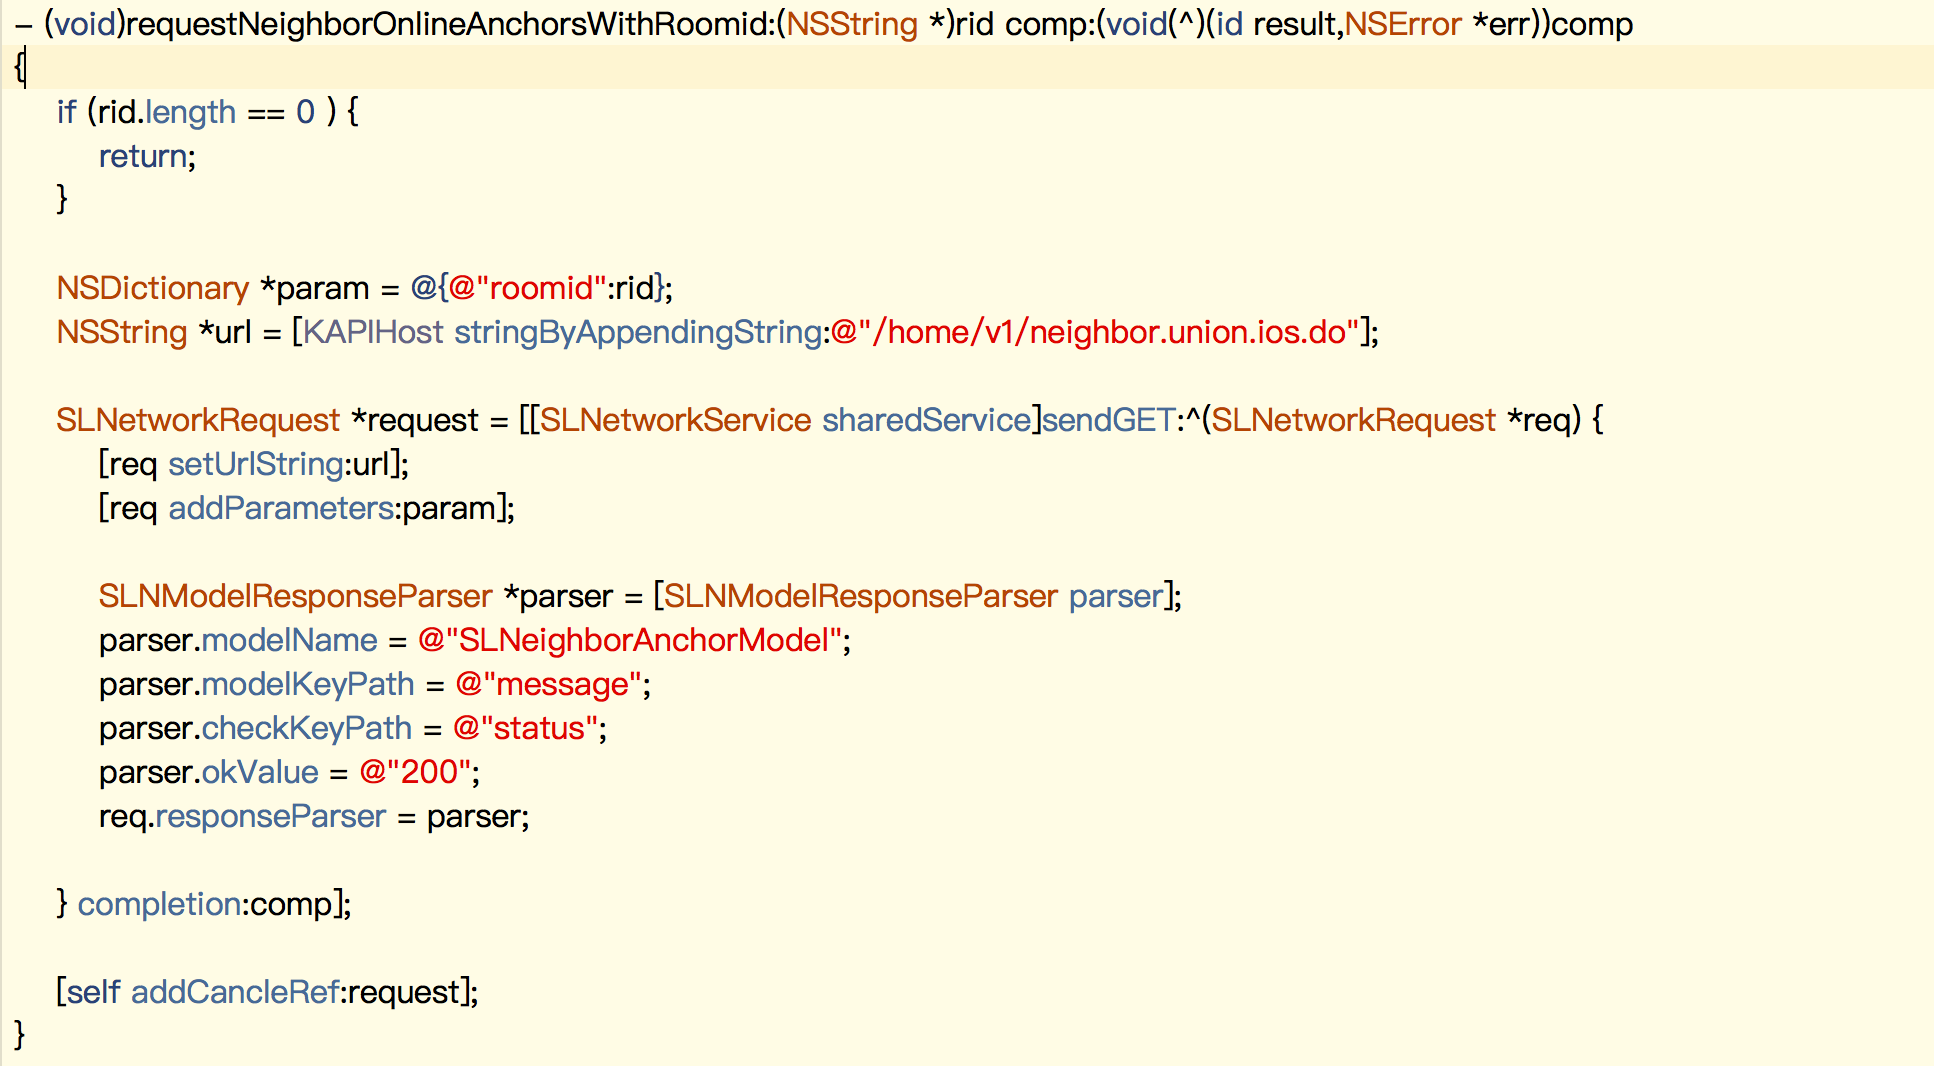 - (void)requestNeighborOnlineAnchorsWithRoomid:(NSString *)rid comp:(void(^)(id result,NSError *err))comp
{
if (rid.length == 0 ) {
return;
}
NSDictionary *param = @{@"roomid":rid};
NSString *url = [KAPIHost stringByAppendingString:@"/home/v1/neighbor.union.ios.do"];
SLNetworkRequest *request = [[SLNetworkService sharedService]sendGET:^(SLNetworkRequest *req) {
[req setUrlString:url];
[req addParameters:param];
SLNModelResponseParser *parser = [SLNModelResponseParser parser];
parser.modelName = @"SLNeighborAnchorModel";
parser.modelKeyPath = @"message";
parser.checkKeyPath = @"status";
parser.okValue = @"200";
req.responseParser = parser;
} completion:comp];
[self addCancleRef:request];
}